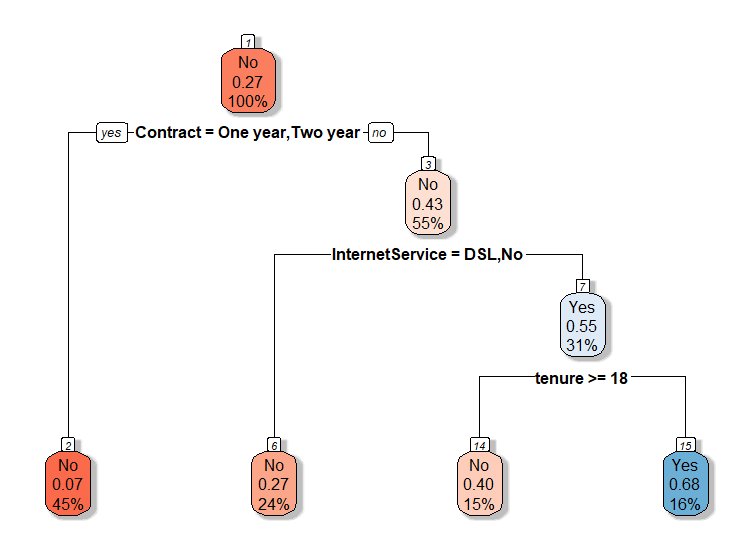 1
No
0.27
100%
yes Contract = One year,Two year no
3
No
0.43
55%
InternetService = DSL,No
7
Yes
0.55
31%
tenure >= 18
2
No
0.07
45%
6
No
0.27
24%
14
No
0.40
15%
15
Yes
0.68
16%